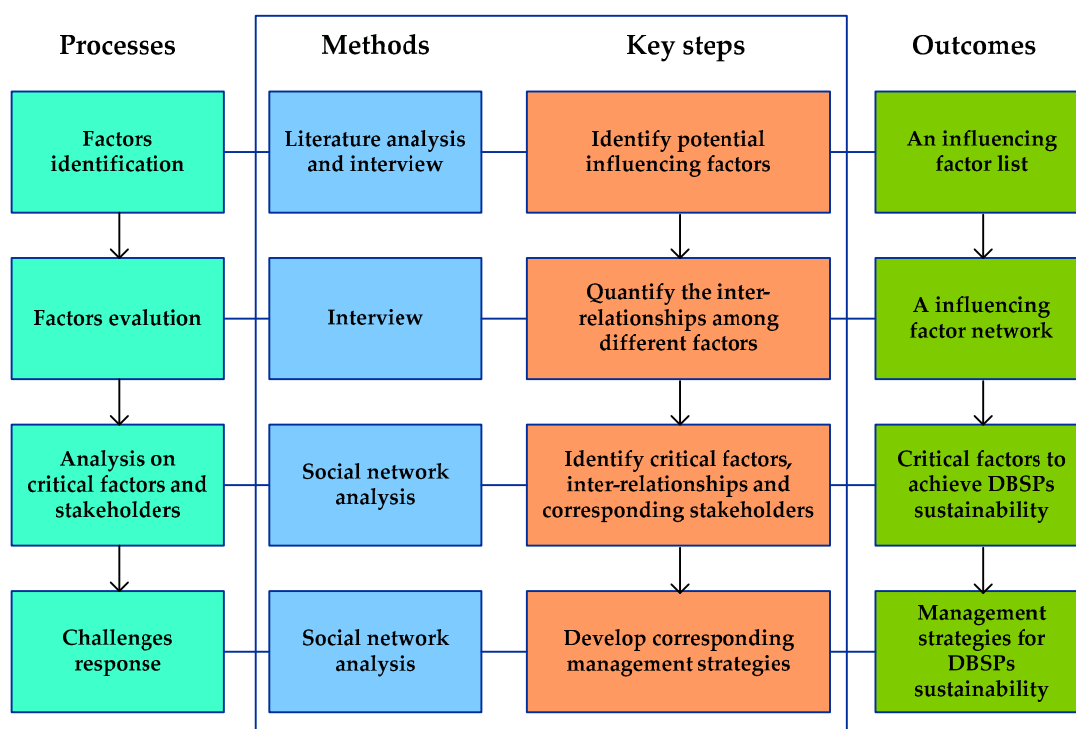 Processes
Methods
Key steps
Outcomes
Factors
identification
Literature analysis
and interview
Identify potential
influencing factors
An influencing
factor list
Factors evalution
Interview
Quantify the inter-
relationships among
different factors
A influencing
factor network
Analysis on
critical factors and
stakeholders
Social network
analysis
Identify critical factors,
inter-relationships and
corresponding stakeholders
Critical factors to
achieve DBSPs
sustainability
Challenges
response
Social network
analysis
Develop corresponding
management strategies
Management
strategies for
DBSPs
sustainability